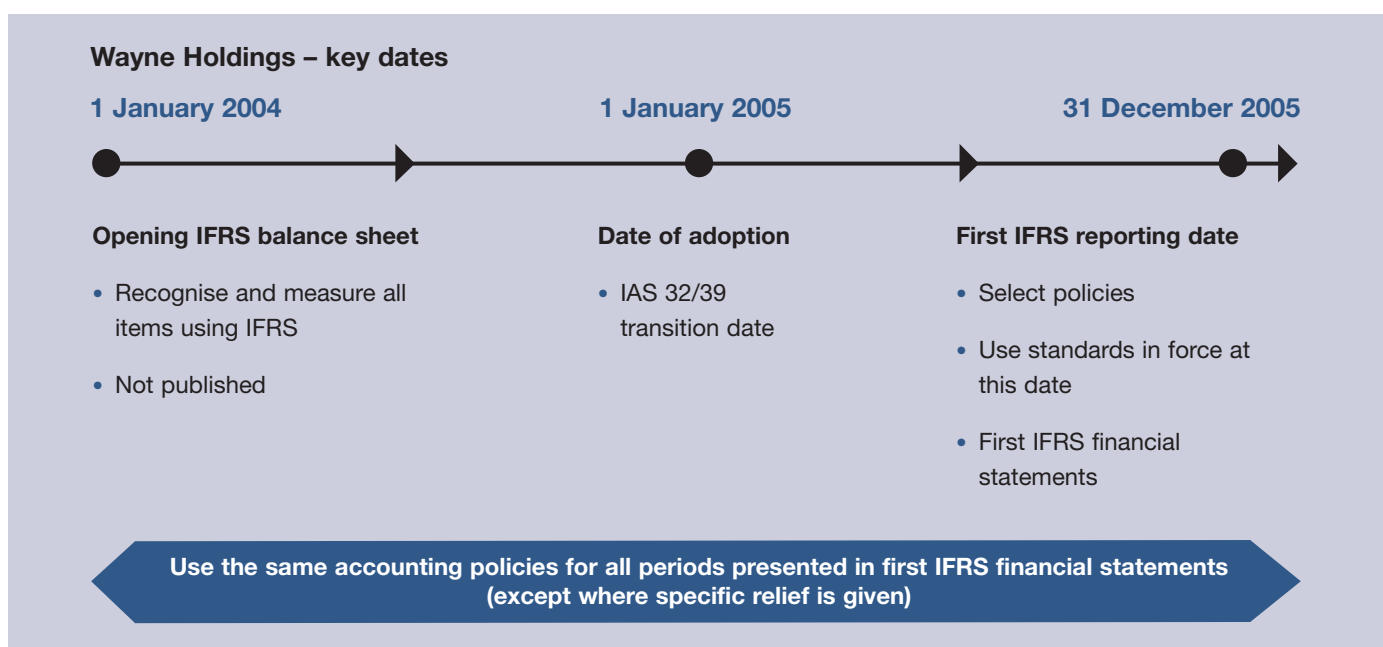 Wayne Holdings – key dates
1 January 2004
1 January 2005
31 December 2005
Opening IFRS balance sheet
• Recognise and measure all
items using IFRS
• Not published
Date of adoption
• IAS 32/39
transition date
First IFRS reporting date
• Select policies
• Use standards in force at
this date
• First IFRS financial
statements
Use the same accounting policies for all periods presented in first IFRS financial statements
(except where specific relief is given)